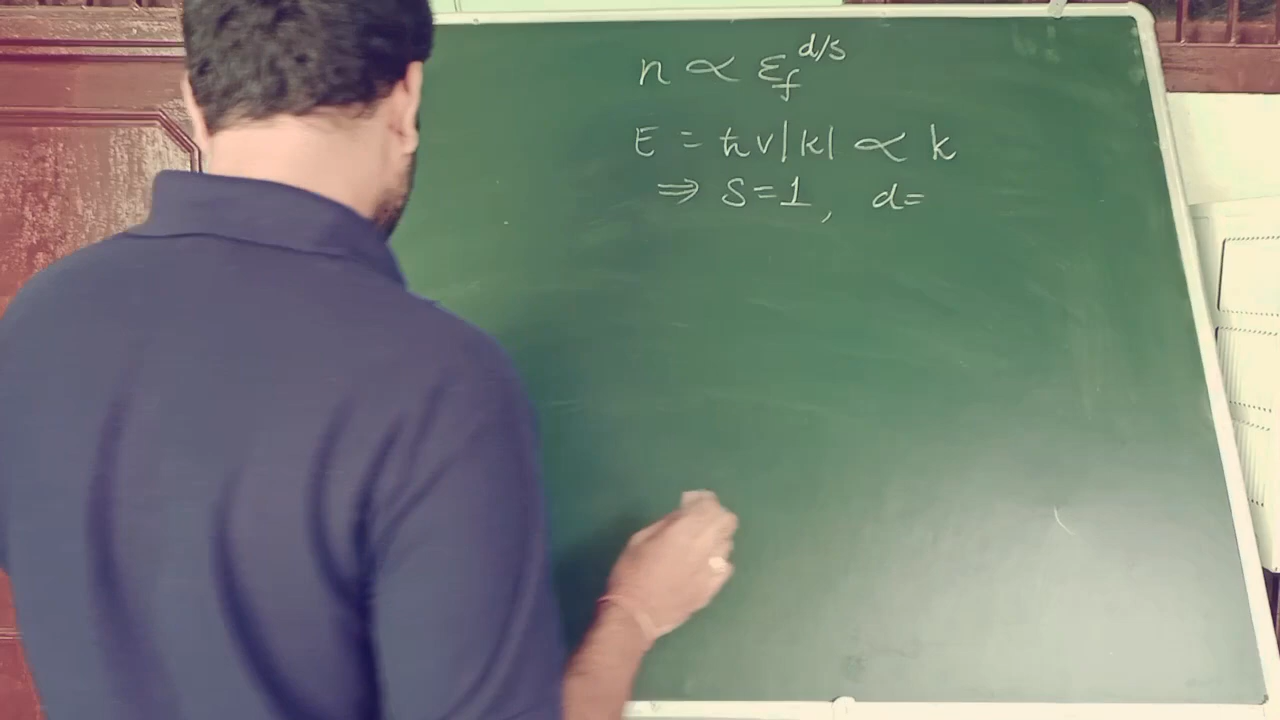 n ∝ ε_f^{d/s}
E = ħv|k| ∝ k
⇒ S=1, d=